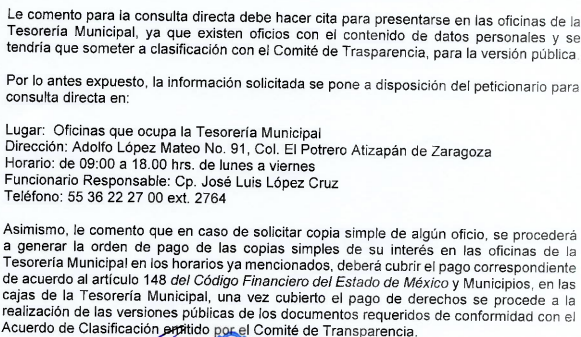 Le comento para la consulta directa debe hacer cita para presentarse en las oficinas de la
Tesorería Municipal, ya que existen oficios con el contenido de datos personales y se
tendría que someter a clasificación con el Comité de Trasparencia, para la versión pública.
Por lo antes expuesto, la información solicitada se pone a disposición del peticionario para
consulta directa en:
Lugar: Oficinas que ocupa la Tesorería Municipal
Dirección: Adolfo López Mateo No. 91, Col. El Potrero Atizapán de Zaragoza
Horario: de 09:00 a 18.00 hrs. de lunes a viernes
Funcionario Responsable: Cp. José Luis López Cruz
Teléfono: 55 36 22 27 00 ext. 2764
Asimismo, le comento que en caso de solicitar copia simple de algún oficio, se procederá
a generar la orden de pago de las copias simples de su interés en las oficinas de la
Tesorería Municipal en los horarios ya mencionados, deberá cubrir el pago correspondiente
de acuerdo al artículo 148 del Código Financiero del Estado de México y Municipios, en las
cajas de la Tesorería Municipal, una vez cubierto el pago de derechos se procede a la
realización de las versiones públicas de los documentos requeridos de conformidad con el
Acuerdo de Clasificación emitido por el Comité de Transparencia.